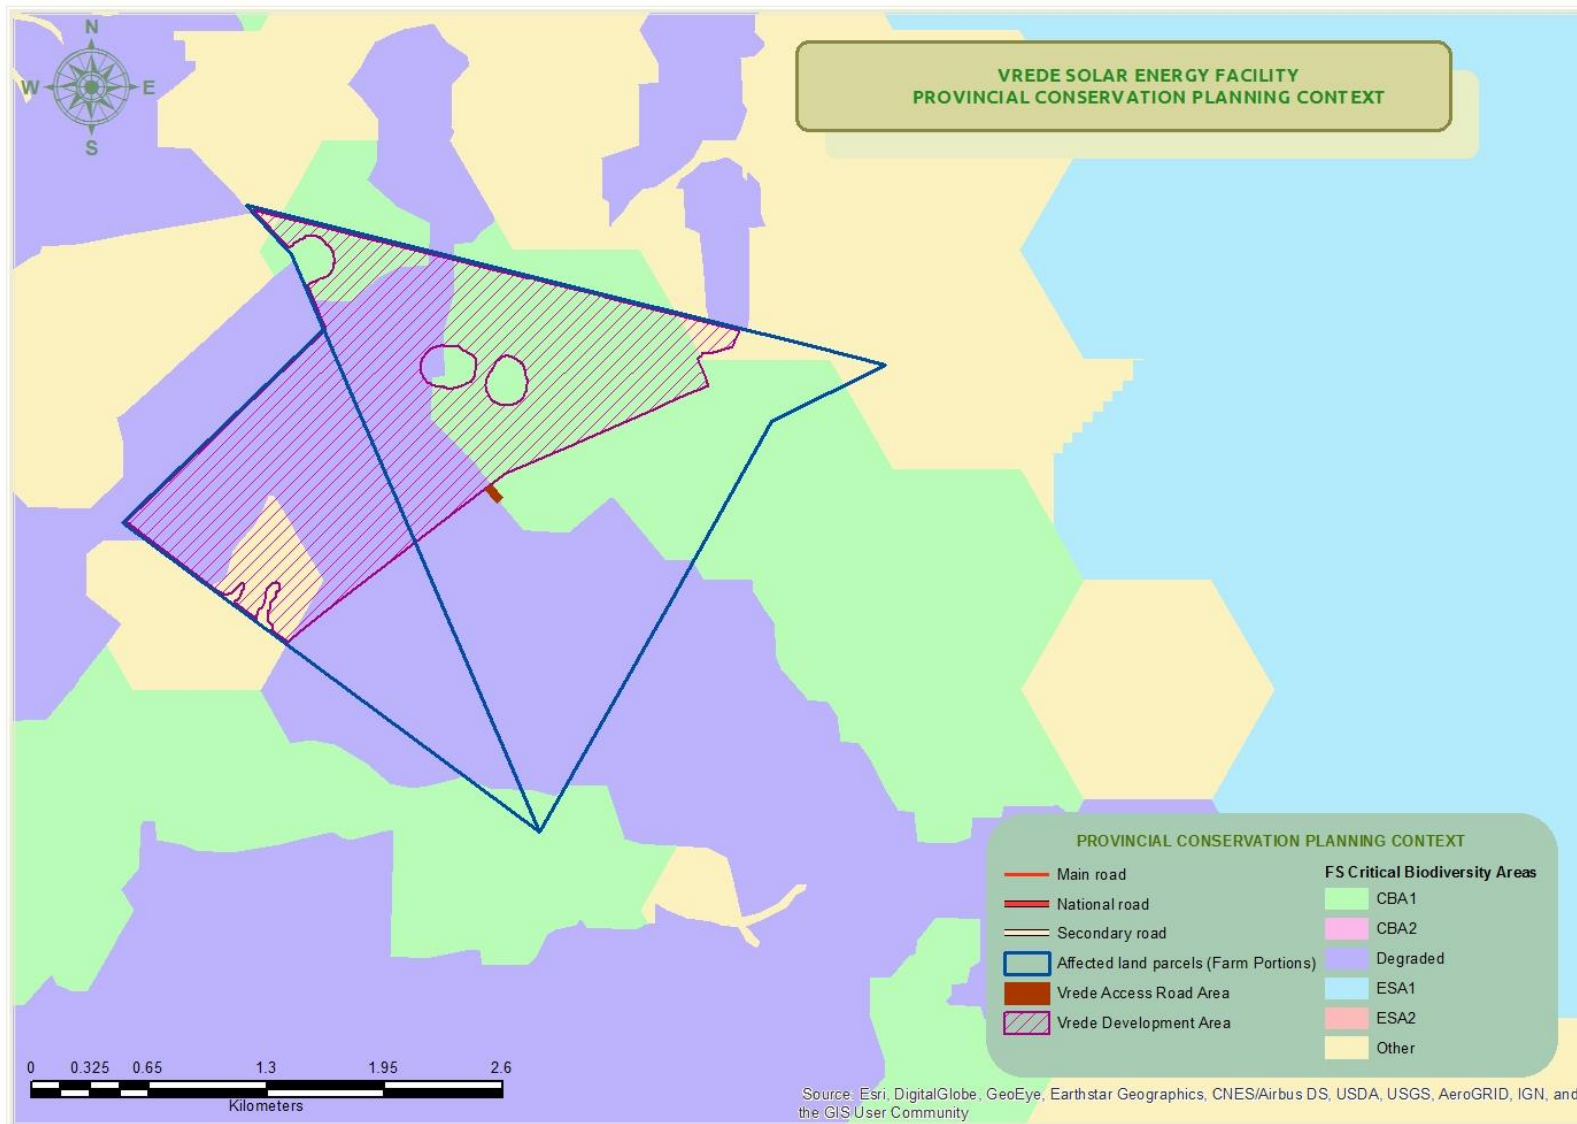 N
W E
S
VREDE SOLAR ENERGY FACILITY
PROVINCIAL CONSERVATION PLANNING CONTEXT
PROVINCIAL CONSERVATION PLANNING CONTEXT
Main road
National road
Secondary road
Affected land parcels (Farm Portions)
Vrede Access Road Area
Vrede Development Area
FS Critical Biodiversity Areas
CBA1
CBA2
Degraded
ESA1
ESA2
Other
0 0.325 0.65 1.3 1.95 2.6
Kilometers
Source: Esri, DigitalGlobe, GeoEye, Earthstar Geographics, CNES/Airbus DS, USDA, USGS, AeroGRID, IGN, and
the GIS User Community